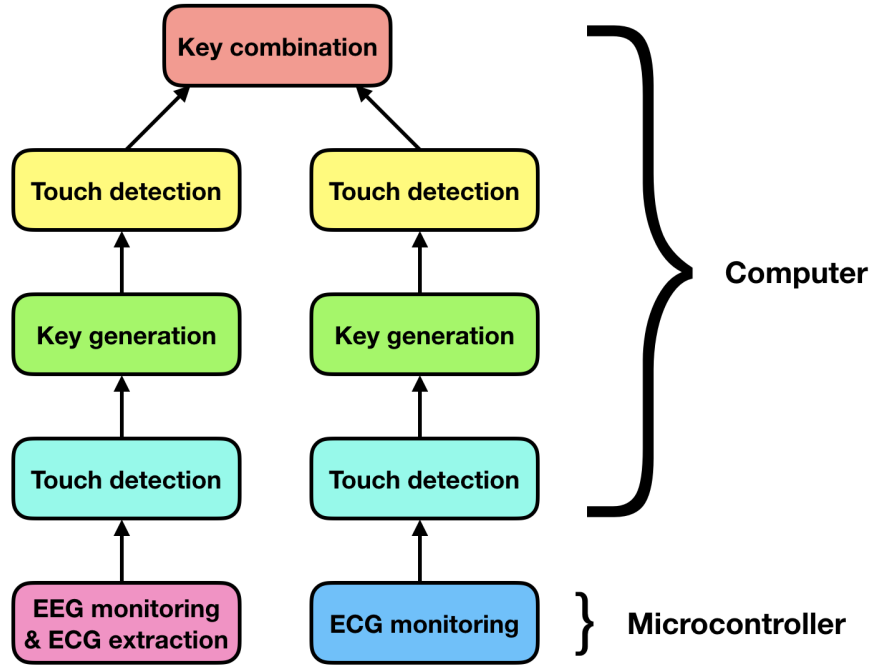 Key combination
Touch detection
Touch detection
Computer
Key generation
Key generation
Touch detection
Touch detection
EEG monitoring
& ECG extraction
ECG monitoring
} Microcontroller